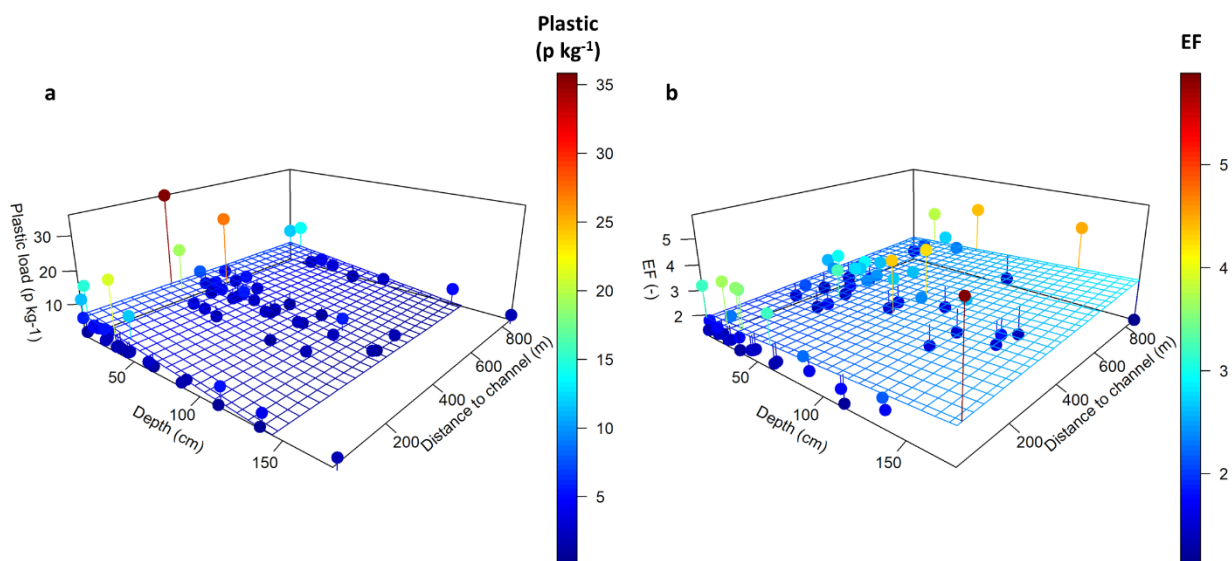 Plastic
(p kg-1)
a
35
30
25
20
15
10
5
Plastic load (p kg-1)
30
20
10
50
100
150
Depth (cm)
200
400
600
800
Distance to channel (m)
EF
b
5
4
3
2
EF (-)
5
4
3
2
50
100
150
Depth (cm)
200
400
600
800
Distance to channel (m)